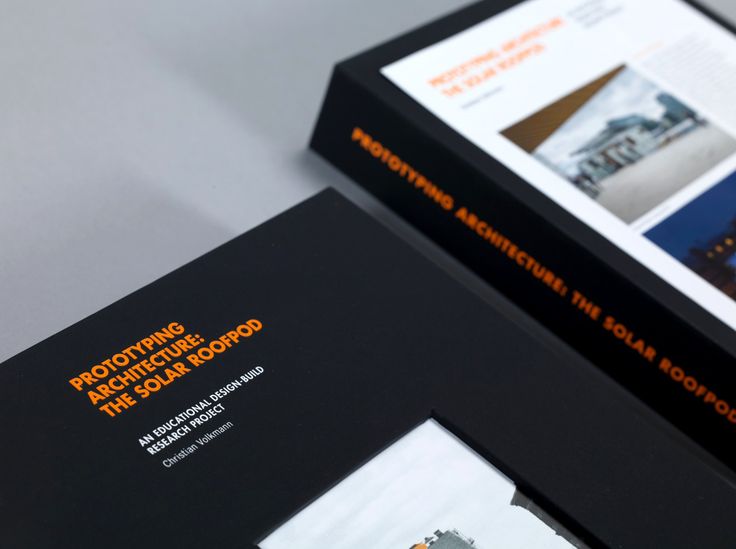 PROTOTYPING
ARCHITECTURE:
THE SOLAR ROOFPOD
AN EDUCATIONAL DESIGN-BUILD
RESEARCH PROJECT
Christian Volkmann
PROTOTYPING ARCHITECTURE
THE SOLAR ROOFPOD
PROTOTYPING ARCHITECTURE: THE SOLAR ROOFPOD